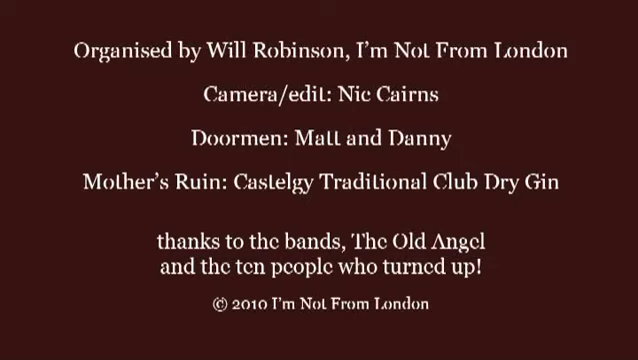 Organised by Will Robinson, I'm Not From London
Camera/edit: Nic Cairns
Doormen: Matt and Danny
Mother's Ruin: Castelgy Traditional Club Dry Gin
thanks to the bands, The Old Angel
and the ten people who turned up!
© 2010 I'm Not From London